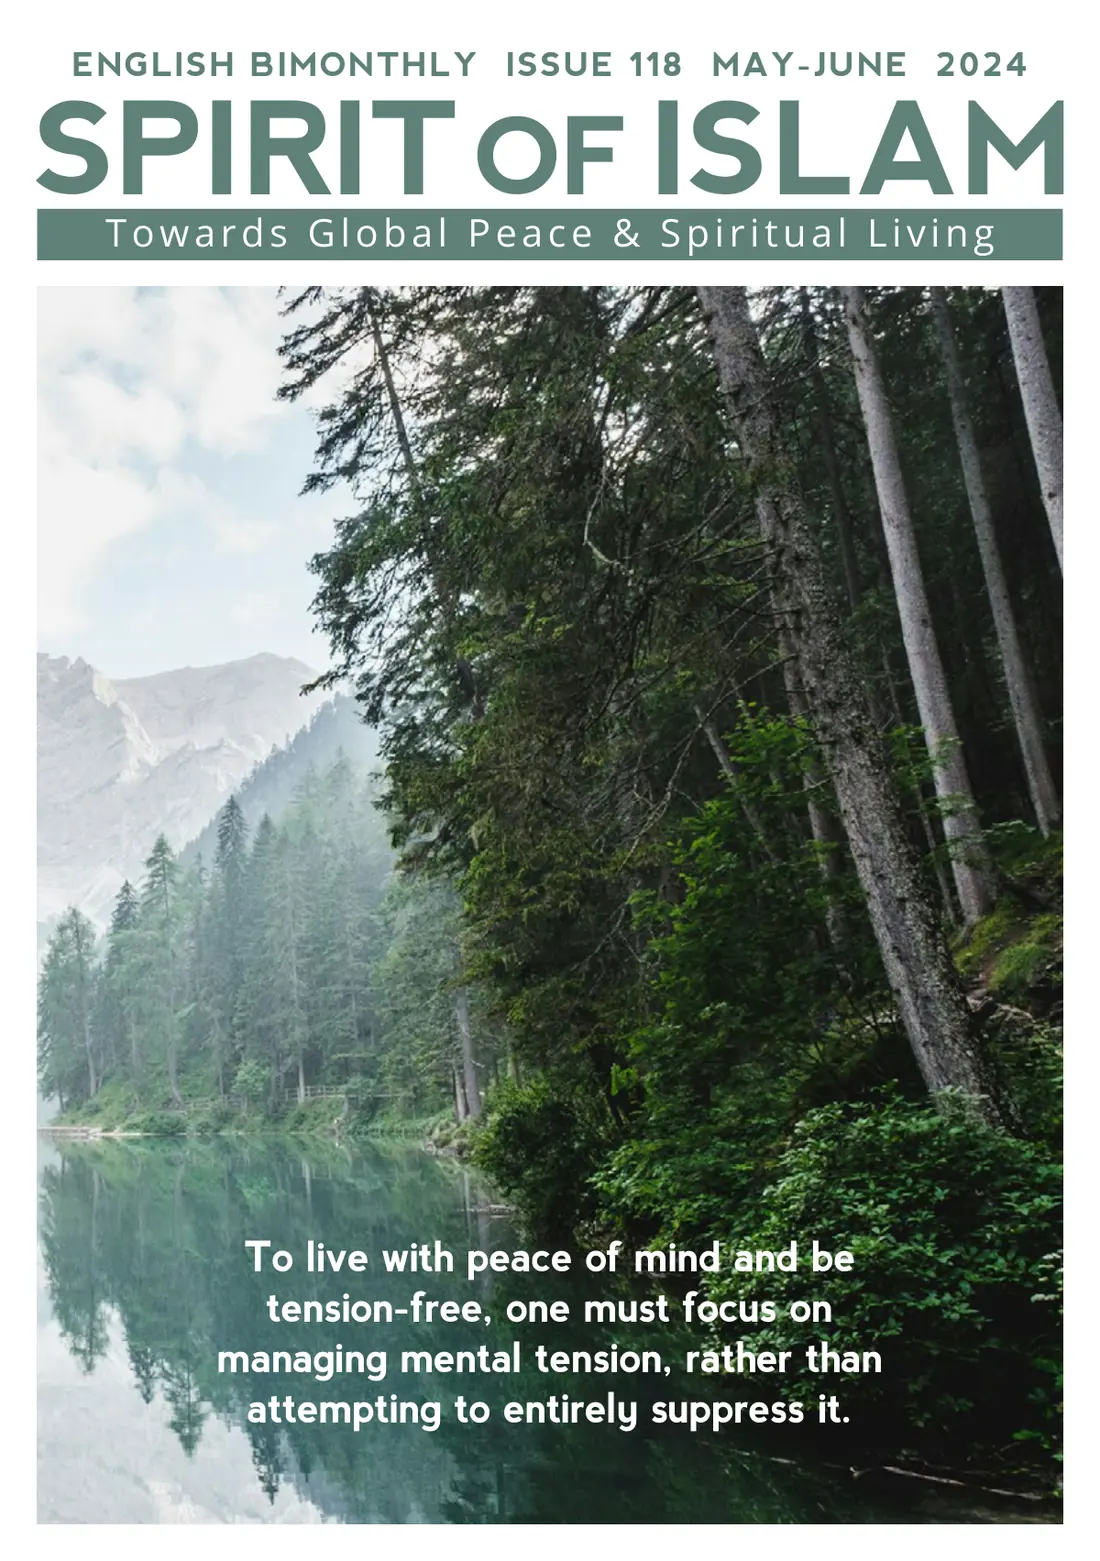 ENGLISH BIMONTHLY ISSUE 118 MAY-JUNE 2024
SPIRIT OF ISLAM
Towards Global Peace & Spiritual Living
To live with peace of mind and be
tension-free, one must focus on
managing mental tension, rather than
attempting to entirely suppress it.